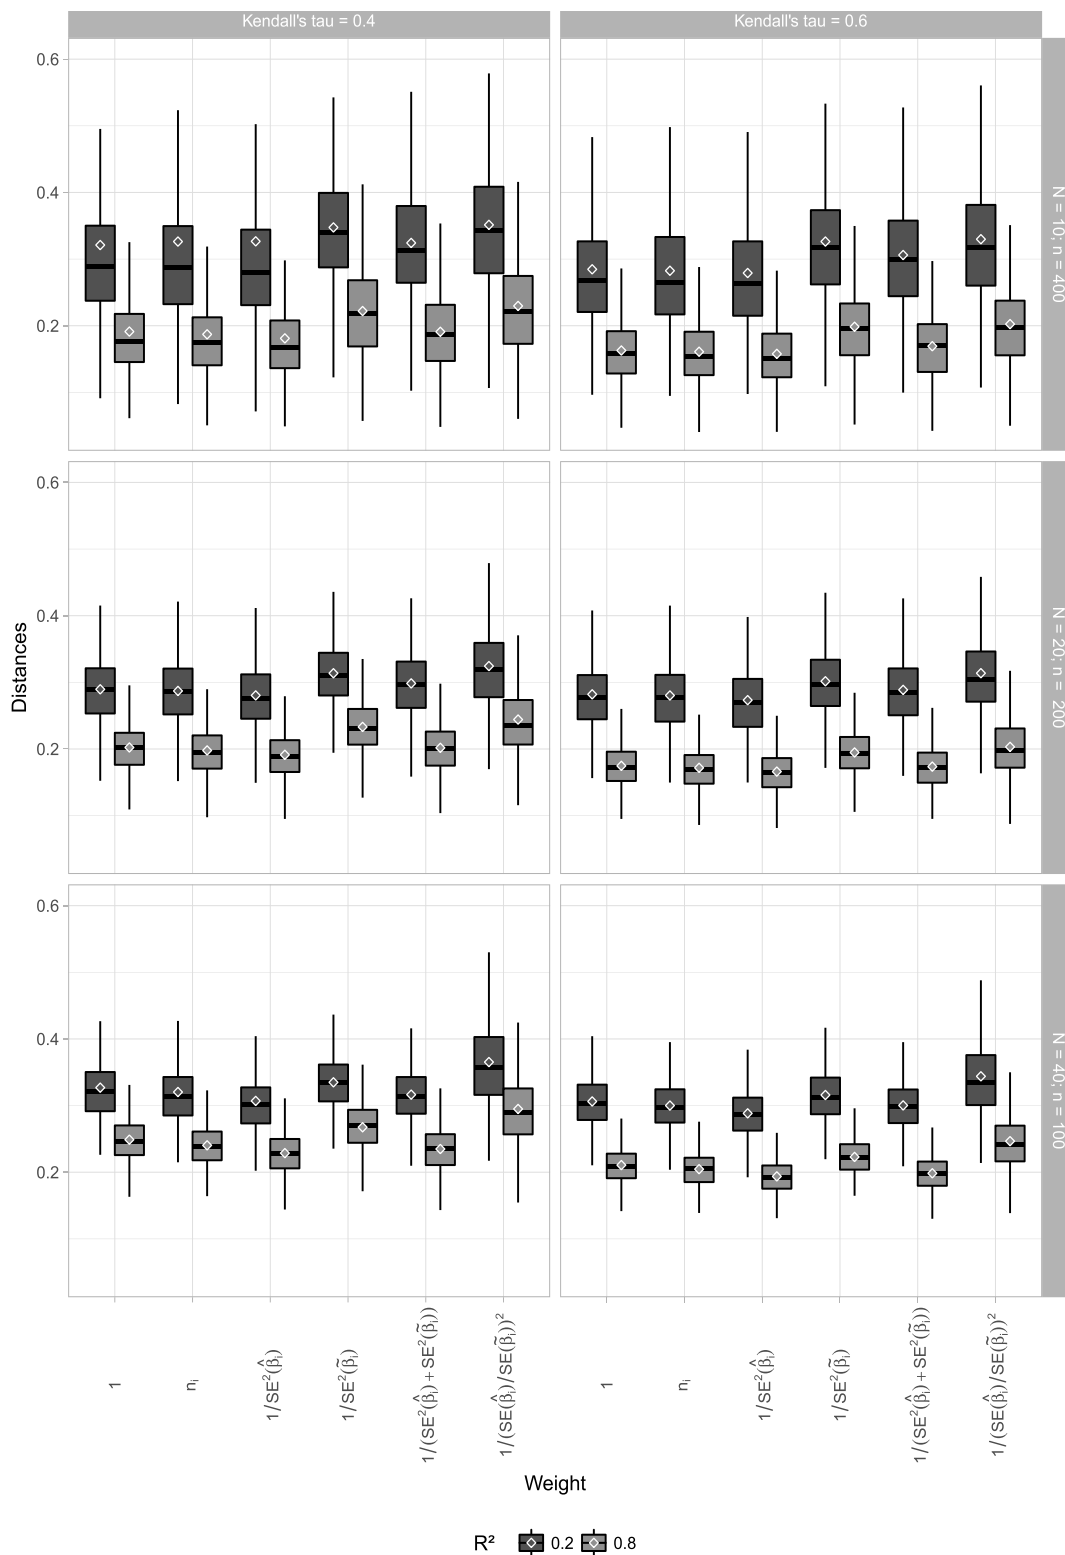 Kendall's tau = 0.4
Kendall's tau = 0.6
0.6
0.4
0.2
N = 10; n = 400
0.6
0.4
0.2
N = 20; n = 200
0.6
0.4
0.2
N = 40; n = 100
Distances
1
nᵢ
1/SE²(β̂ᵢ)
1/SE²(β̃ᵢ)
1/(SE²(β̂ᵢ) + SE²(β̃ᵢ))
1/(SE(β̂ᵢ)/SE(β̃ᵢ))²
1
nᵢ
1/SE²(β̂ᵢ)
1/SE²(β̃ᵢ)
1/(SE²(β̂ᵢ) + SE²(β̃ᵢ))
1/(SE(β̂ᵢ)/SE(β̃ᵢ))²
Weight
R² 0.2 0.8